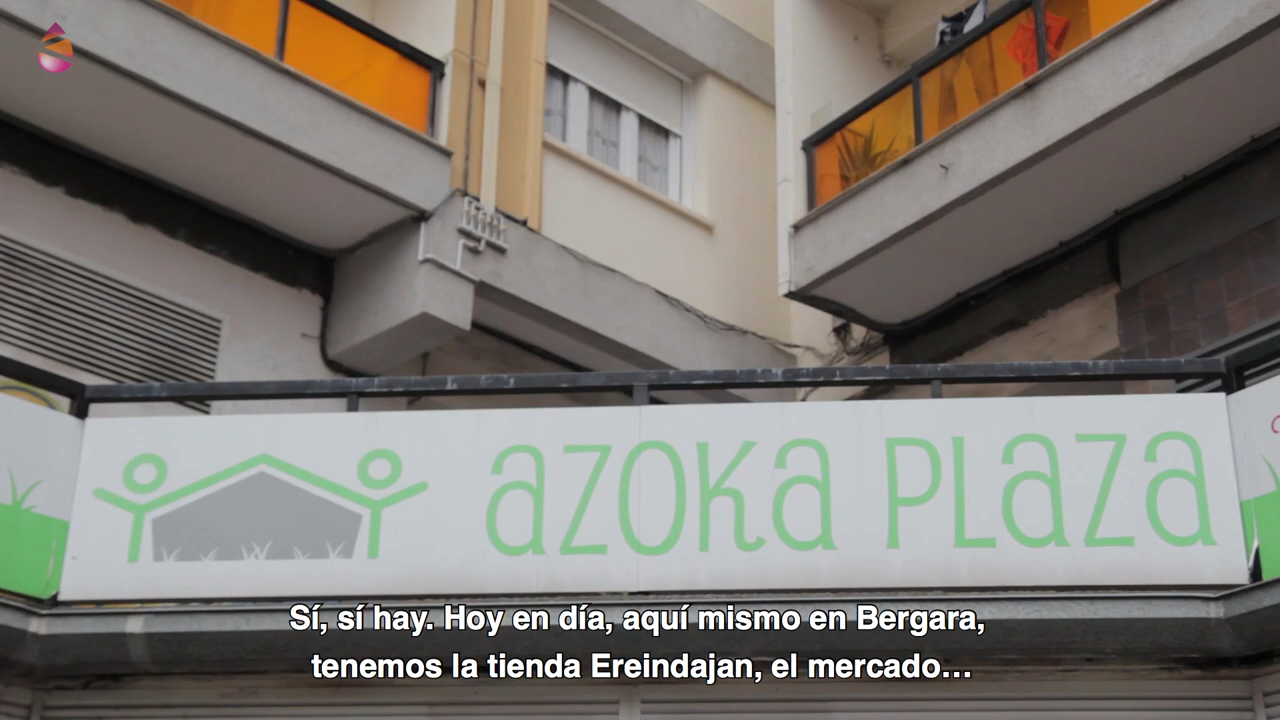 AZOKA PLAZA
Sí, sí hay. Hoy en día, aquí mismo en Bergara,
tenemos la tienda Ereindajan, el mercado...